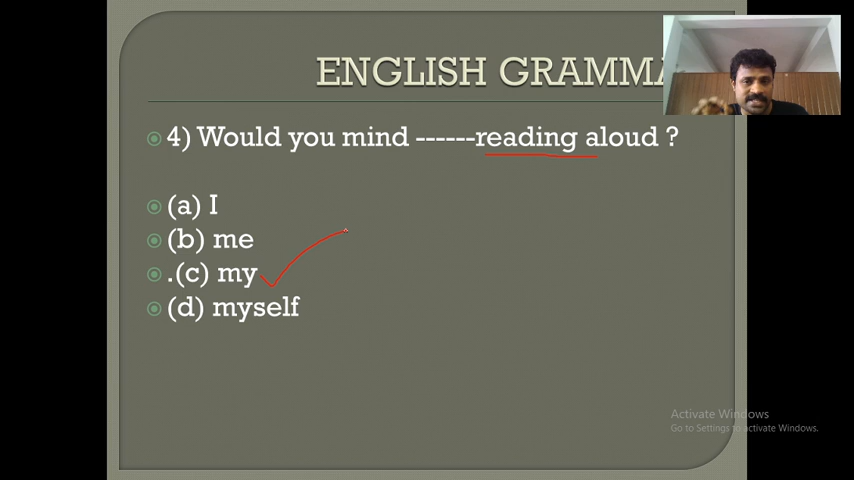 ENGLISH GRAMMA
4) Would you mind ------reading aloud ?
(a) I
(b) me
.(c) my
(d) myself
Activate Windows
Go to Settings to activate Windows.